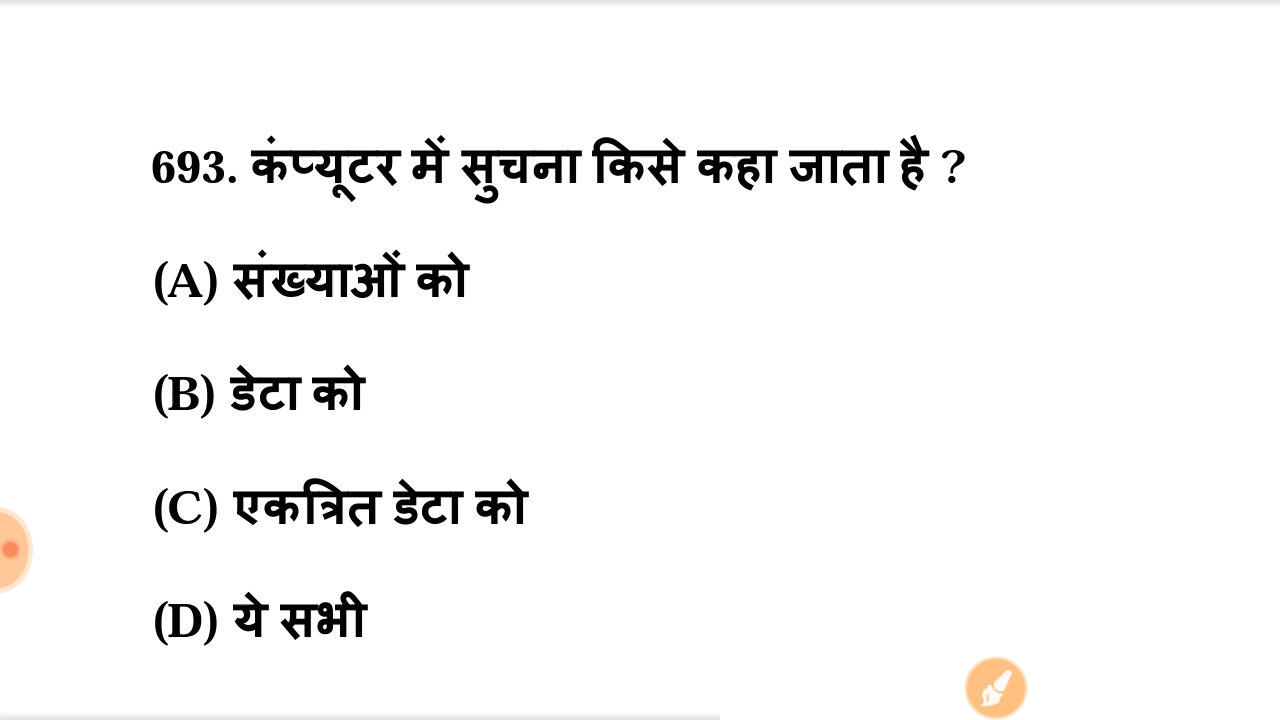 693. कंप्यूटर में सुचना किसे कहा जाता है ?
(A) संख्याओं को
(B) डेटा को
(C) एकत्रित डेटा को
(D) ये सभी